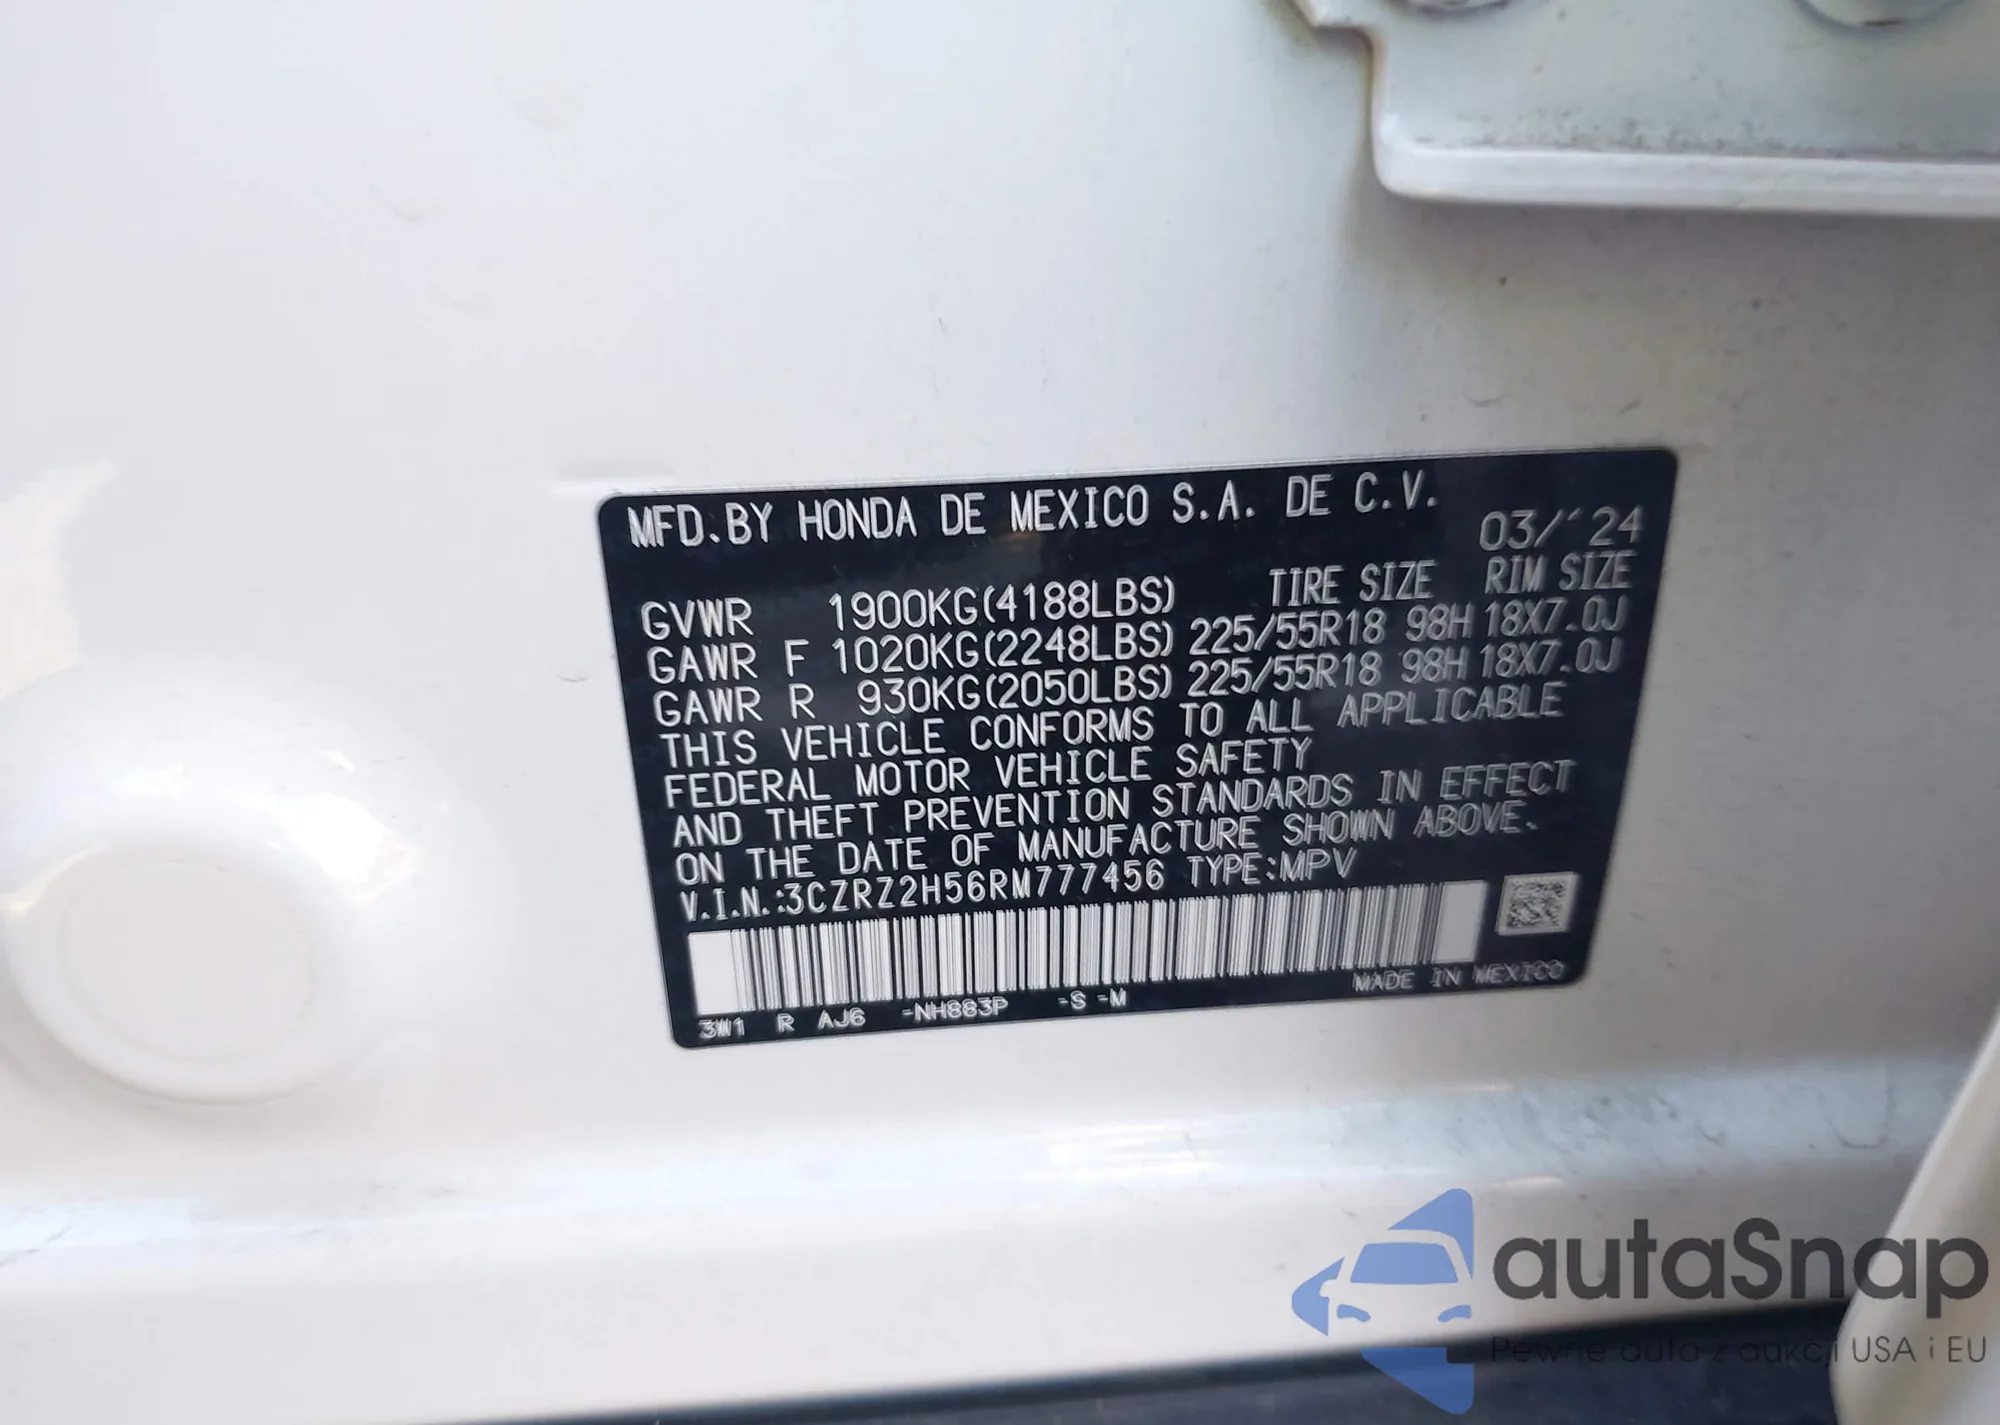 MFD.BY HONDA DE MEXICO S.A. DE C.V.
03/´24
TIRE SIZE RIM SIZE
GVWR 1900KG(4188LBS)
GAWR F 1020KG(2248LBS) 225/55R18 98H 18X7.0J
GAWR R 930KG(2050LBS) 225/55R18 98H 18X7.0J
THIS VEHICLE CONFORMS TO ALL APPLICABLE
FEDERAL MOTOR VEHICLE SAFETY
AND THEFT PREVENTION STANDARDS IN EFFECT
ON THE DATE OF MANUFACTURE SHOWN ABOVE.
V.I.N.:3CZRZ2H56RM777456 TYPE:MPV
3W1 R AJ6 -NH883P -S -M
MADE IN MEXICO
autaSnap
Pewne auta z aukcji USA i EU